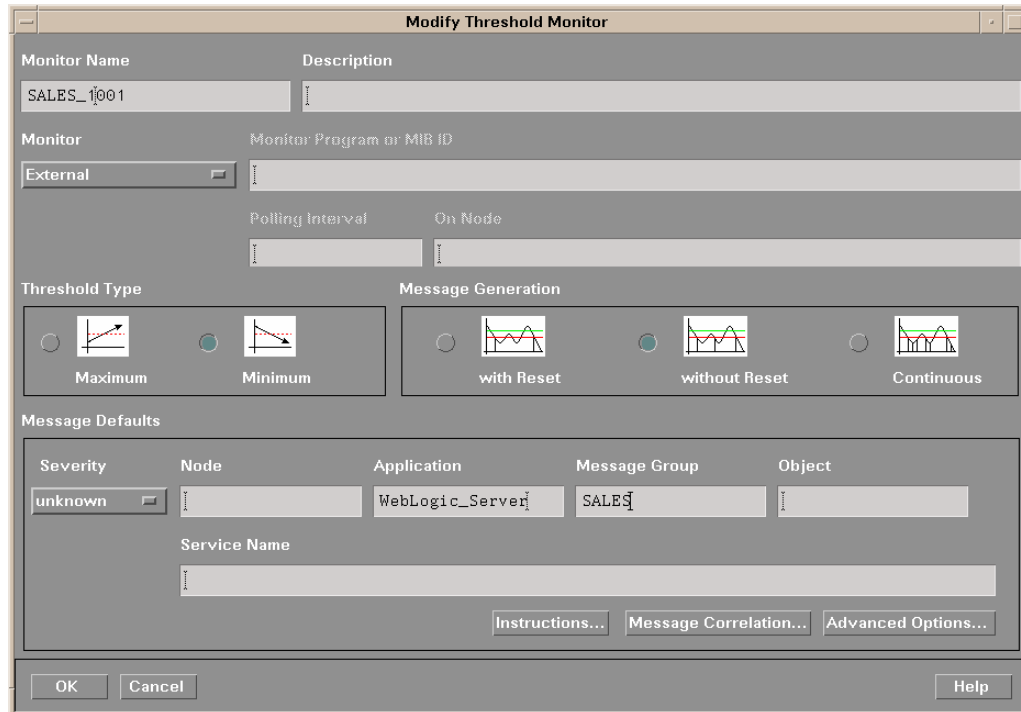 Modify Threshold Monitor
Monitor Name Description
SALES_1001
Monitor Monitor Program or MIB ID
External
Polling Interval On Node
Threshold Type Message Generation
Maximum Minimum with Reset without Reset Continuous
Message Defaults
Severity Node Application Message Group Object
unknown WebLogic_Server SALES
Service Name
Instructions... Message Correlation... Advanced Options...
OK Cancel Help